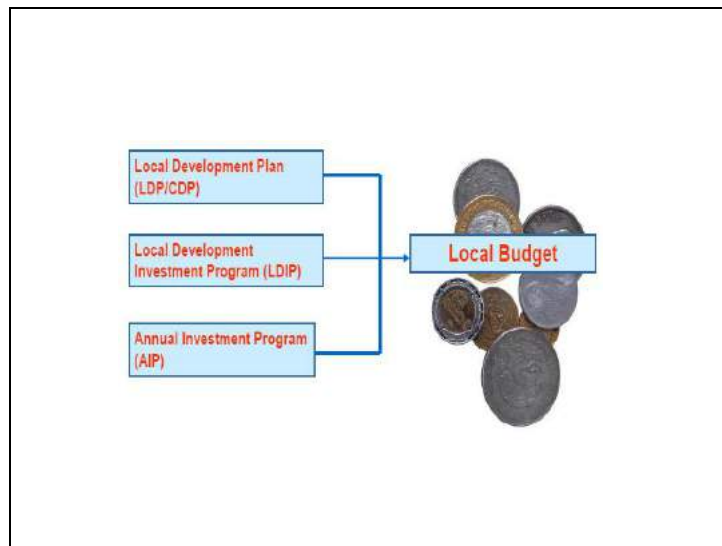 Local Development Plan
(LDP/CDP)
Local Development
Investment Program (LDIP)
Local Budget
Annual Investment Program
(AIP)